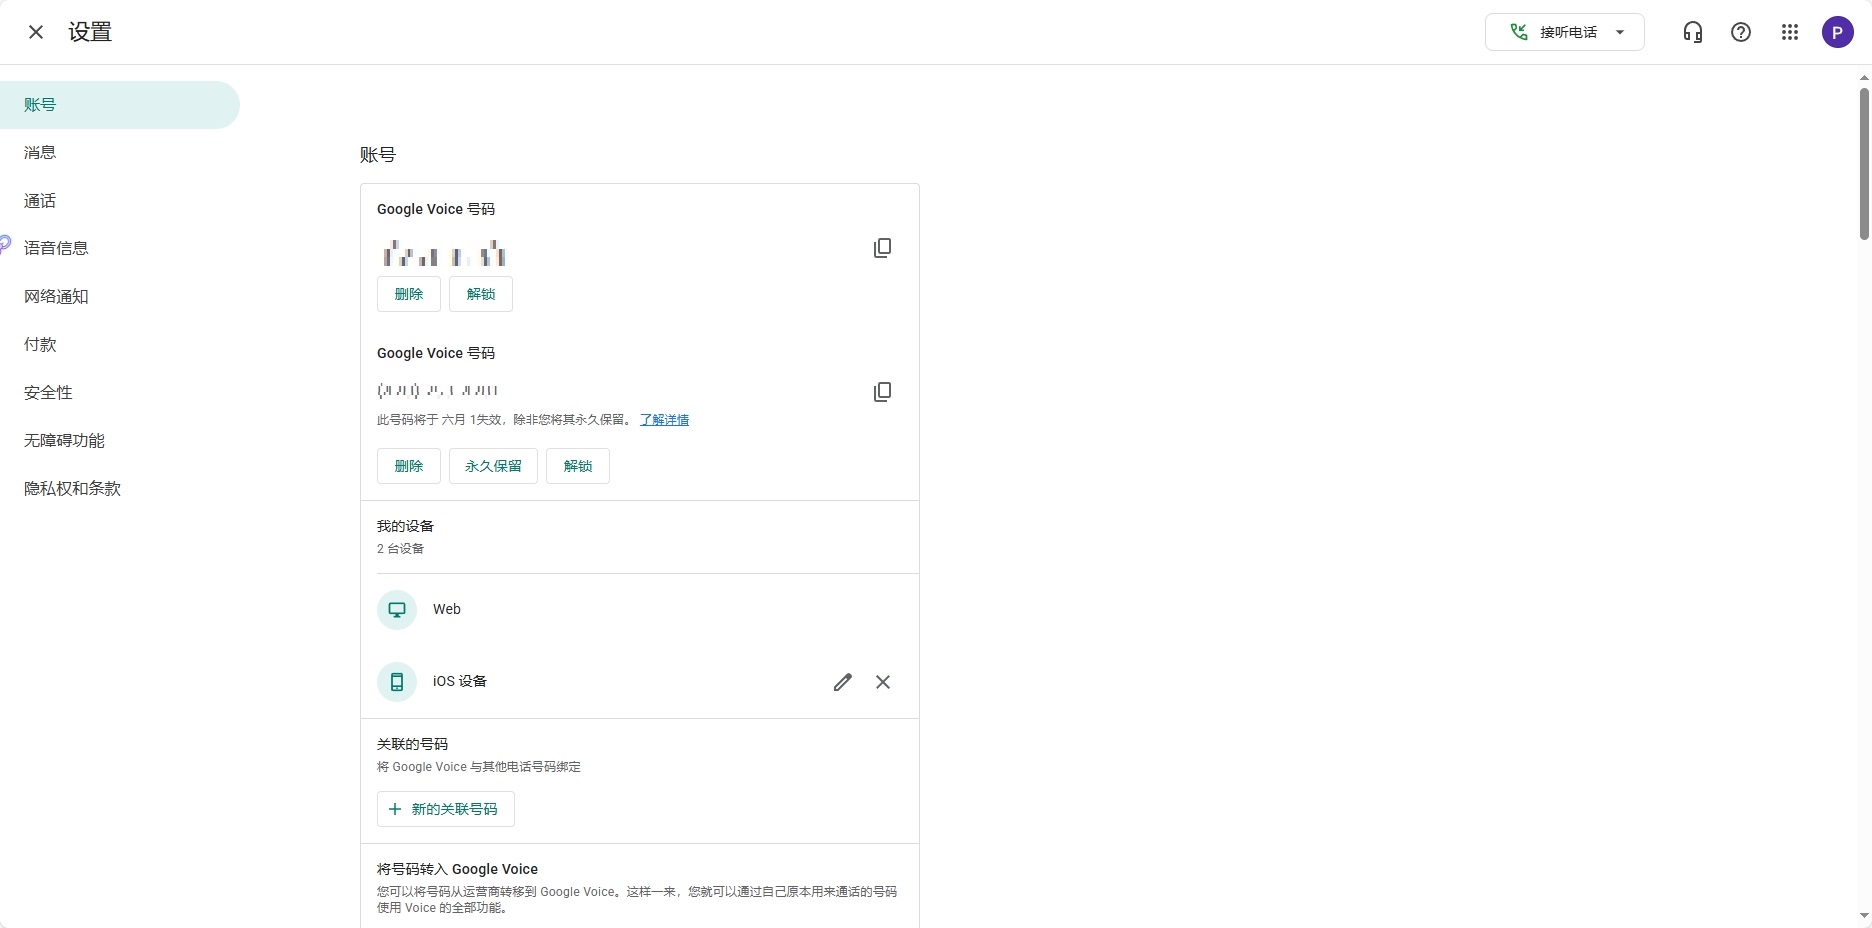 设置
接听电话
P
账号
消息
通话
语音信息
网络通知
付款
安全性
无障碍功能
隐私权和条款
账号
Google Voice 号码
删除
解锁
Google Voice 号码
此号码将于 六月 1失效，除非您将其永久保留。 了解详情
删除
永久保留
解锁
我的设备
2 台设备
Web
iOS 设备
关联的号码
将 Google Voice 与其他电话号码绑定
新的关联号码
将号码转入 Google Voice
您可以将号码从运营商转移到 Google Voice。这样一来，您就可以通过自己原本用来通话的号码
使用 Voice 的全部功能。